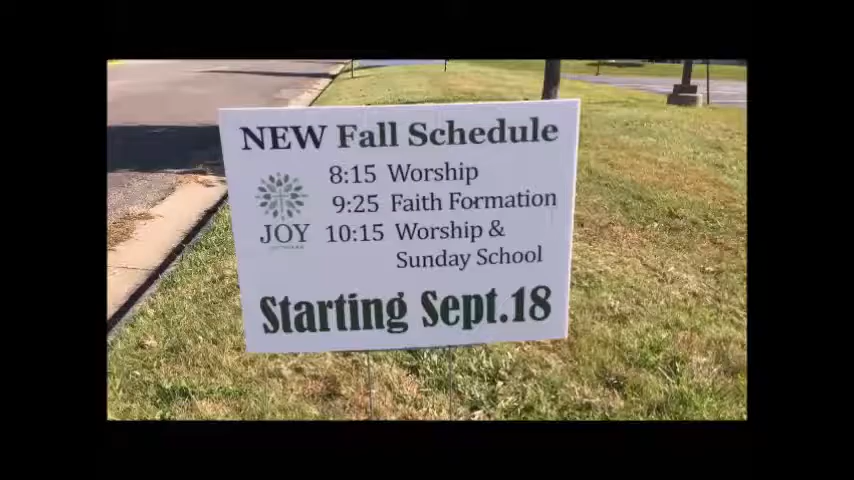 NEW Fall Schedule
8:15 Worship
9:25 Faith Formation
JOY
10:15 Worship &
Sunday School
Starting Sept.18